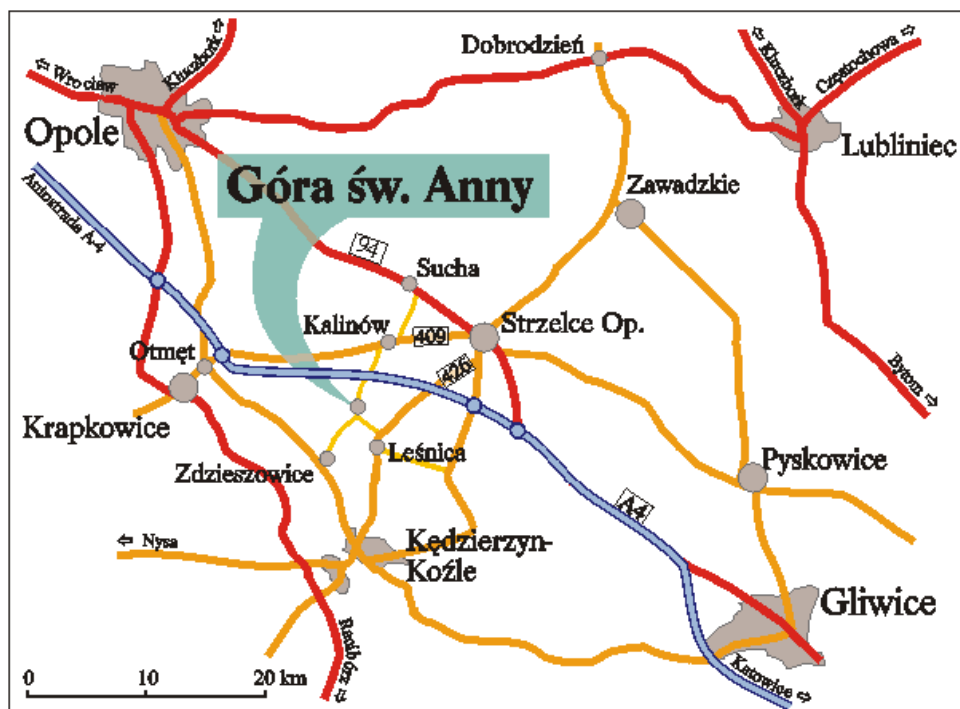 Dobrodzień
⇐ Wrocław
Kluczbork ⇒
⇐ Kluczbork
Częstochowa ⇒
Opole
Lubliniec
Autostrada A-4
Góra św. Anny
Zawadzkie
94
Sucha
Kalinów
409
Strzelce Op.
Otmęt
426
Bytom ⇒
Krapkowice
Leśnica
Zdzieszowice
Pyskowice
A4
⇐ Nysa
Kędzierzyn-
Koźle
Gliwice
Racibórz ⇒
Katowice ⇒
0 10 20 km